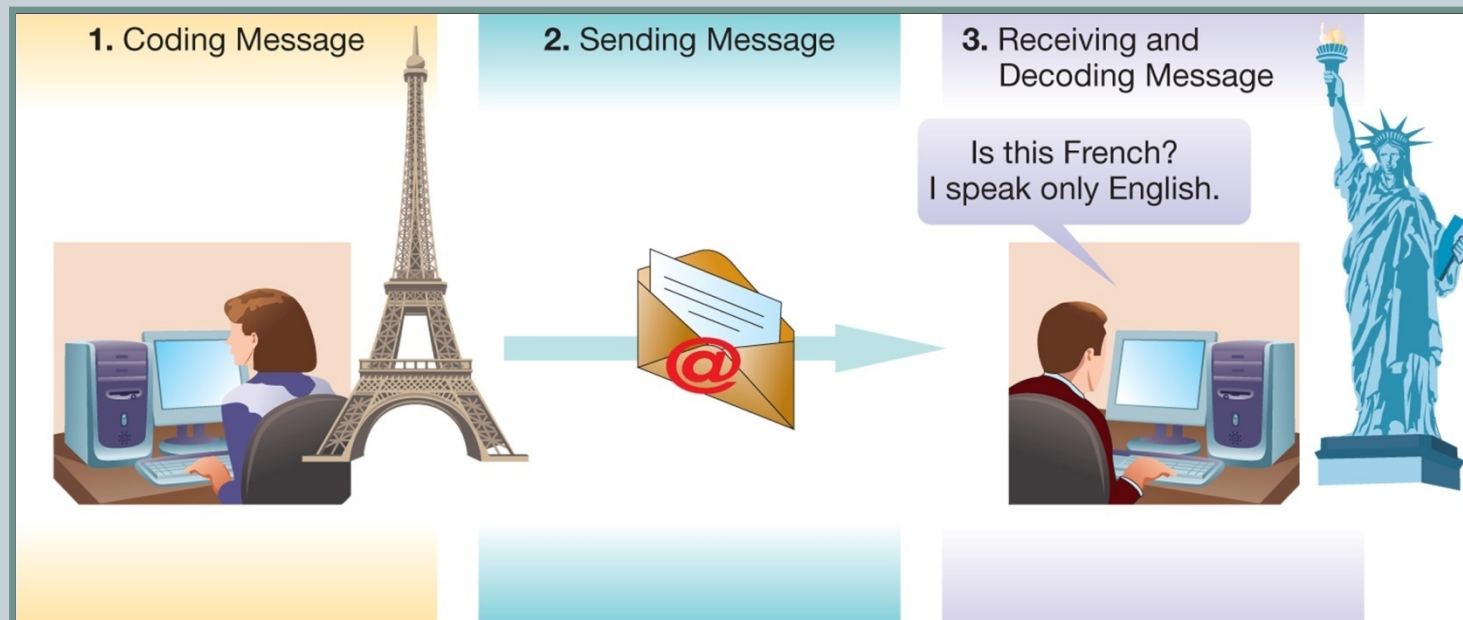 1. Coding Message
2. Sending Message
3. Receiving and
Decoding Message
Is this French?
I speak only English.
@